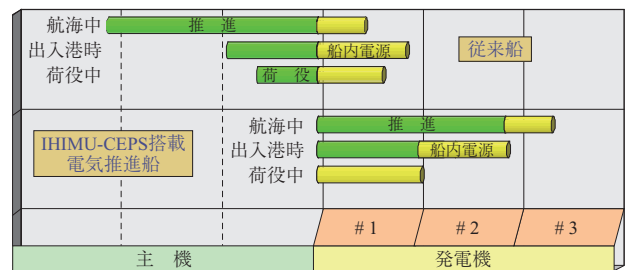 航海中 推 進
出入港時 船内電源 従来船
荷役中 荷 役
航海中 推 進
IHIMU-CEPS搭載
電気推進船
出入港時 船内電源
荷役中
# 1 # 2 # 3
主 機 発電機